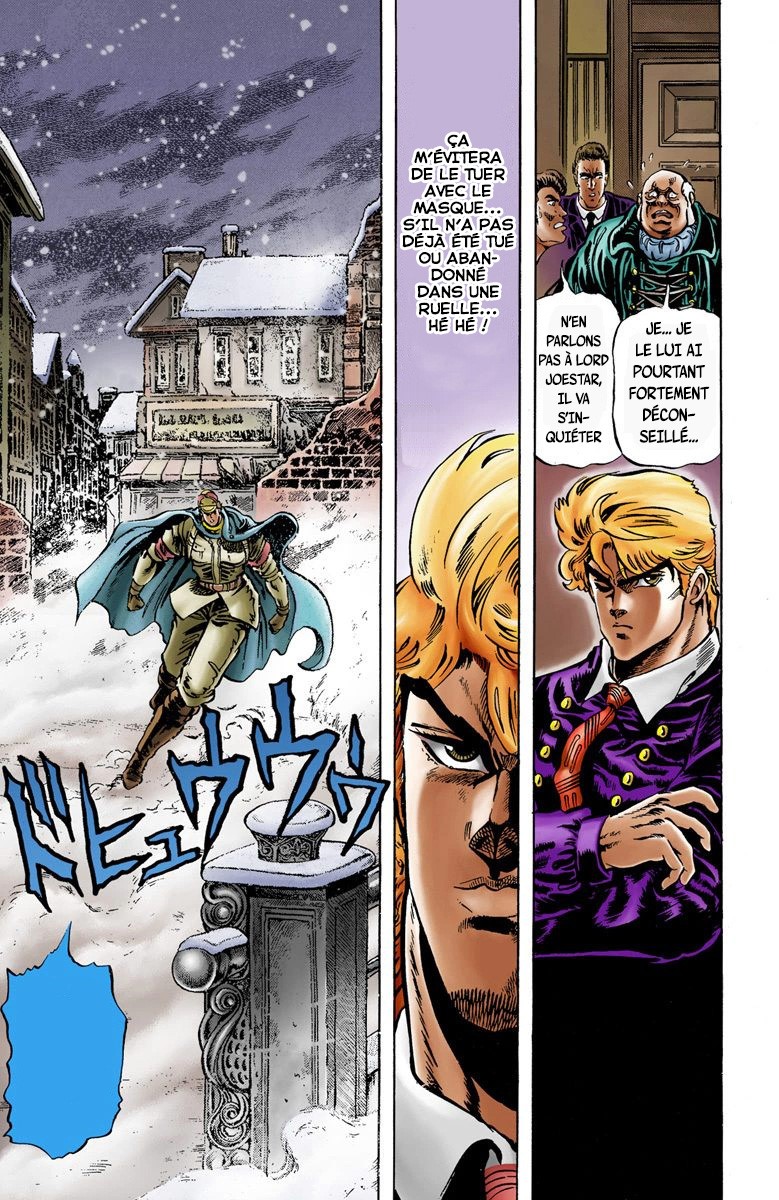 JE... JE
LE LUI AI
POURTANT
FORTEMENT
DÉCON-
SEILLÉ...
N'EN
PARLONS
PAS À LORD
JOESTAR,
IL VA
S'IN-
QUIÉTER
ÇA
M'ÉVITERA
DE LE TUER
AVEC LE
MASQUE...
S'IL N'A PAS
DÉJÀ ÉTÉ TUÉ
OU ABAN-
DONNÉ
DANS UNE
RUELLE...
HÉ HÉ !
ドヒュウウウ